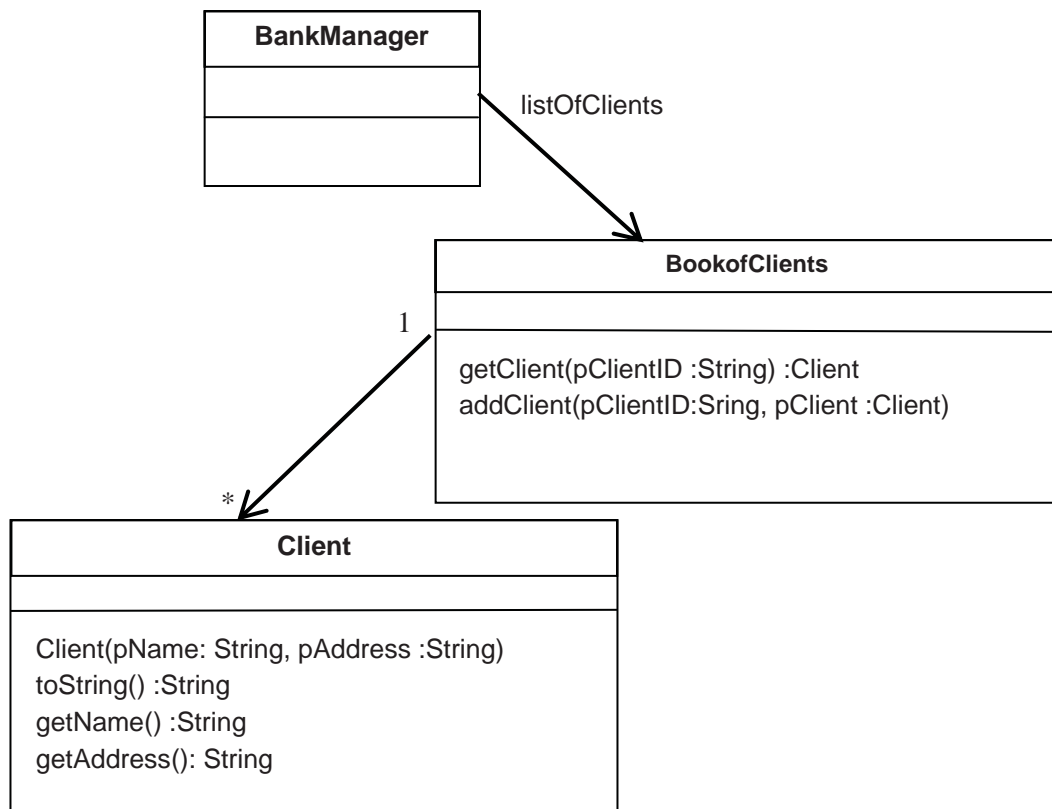 BankManager
listOfClients
BookofClients
1
getClient(pClientID :String) :Client
addClient(pClientID:Sring, pClient :Client)
*
Client
Client(pName: String, pAddress :String)
toString() :String
getName() :String
getAddress(): String